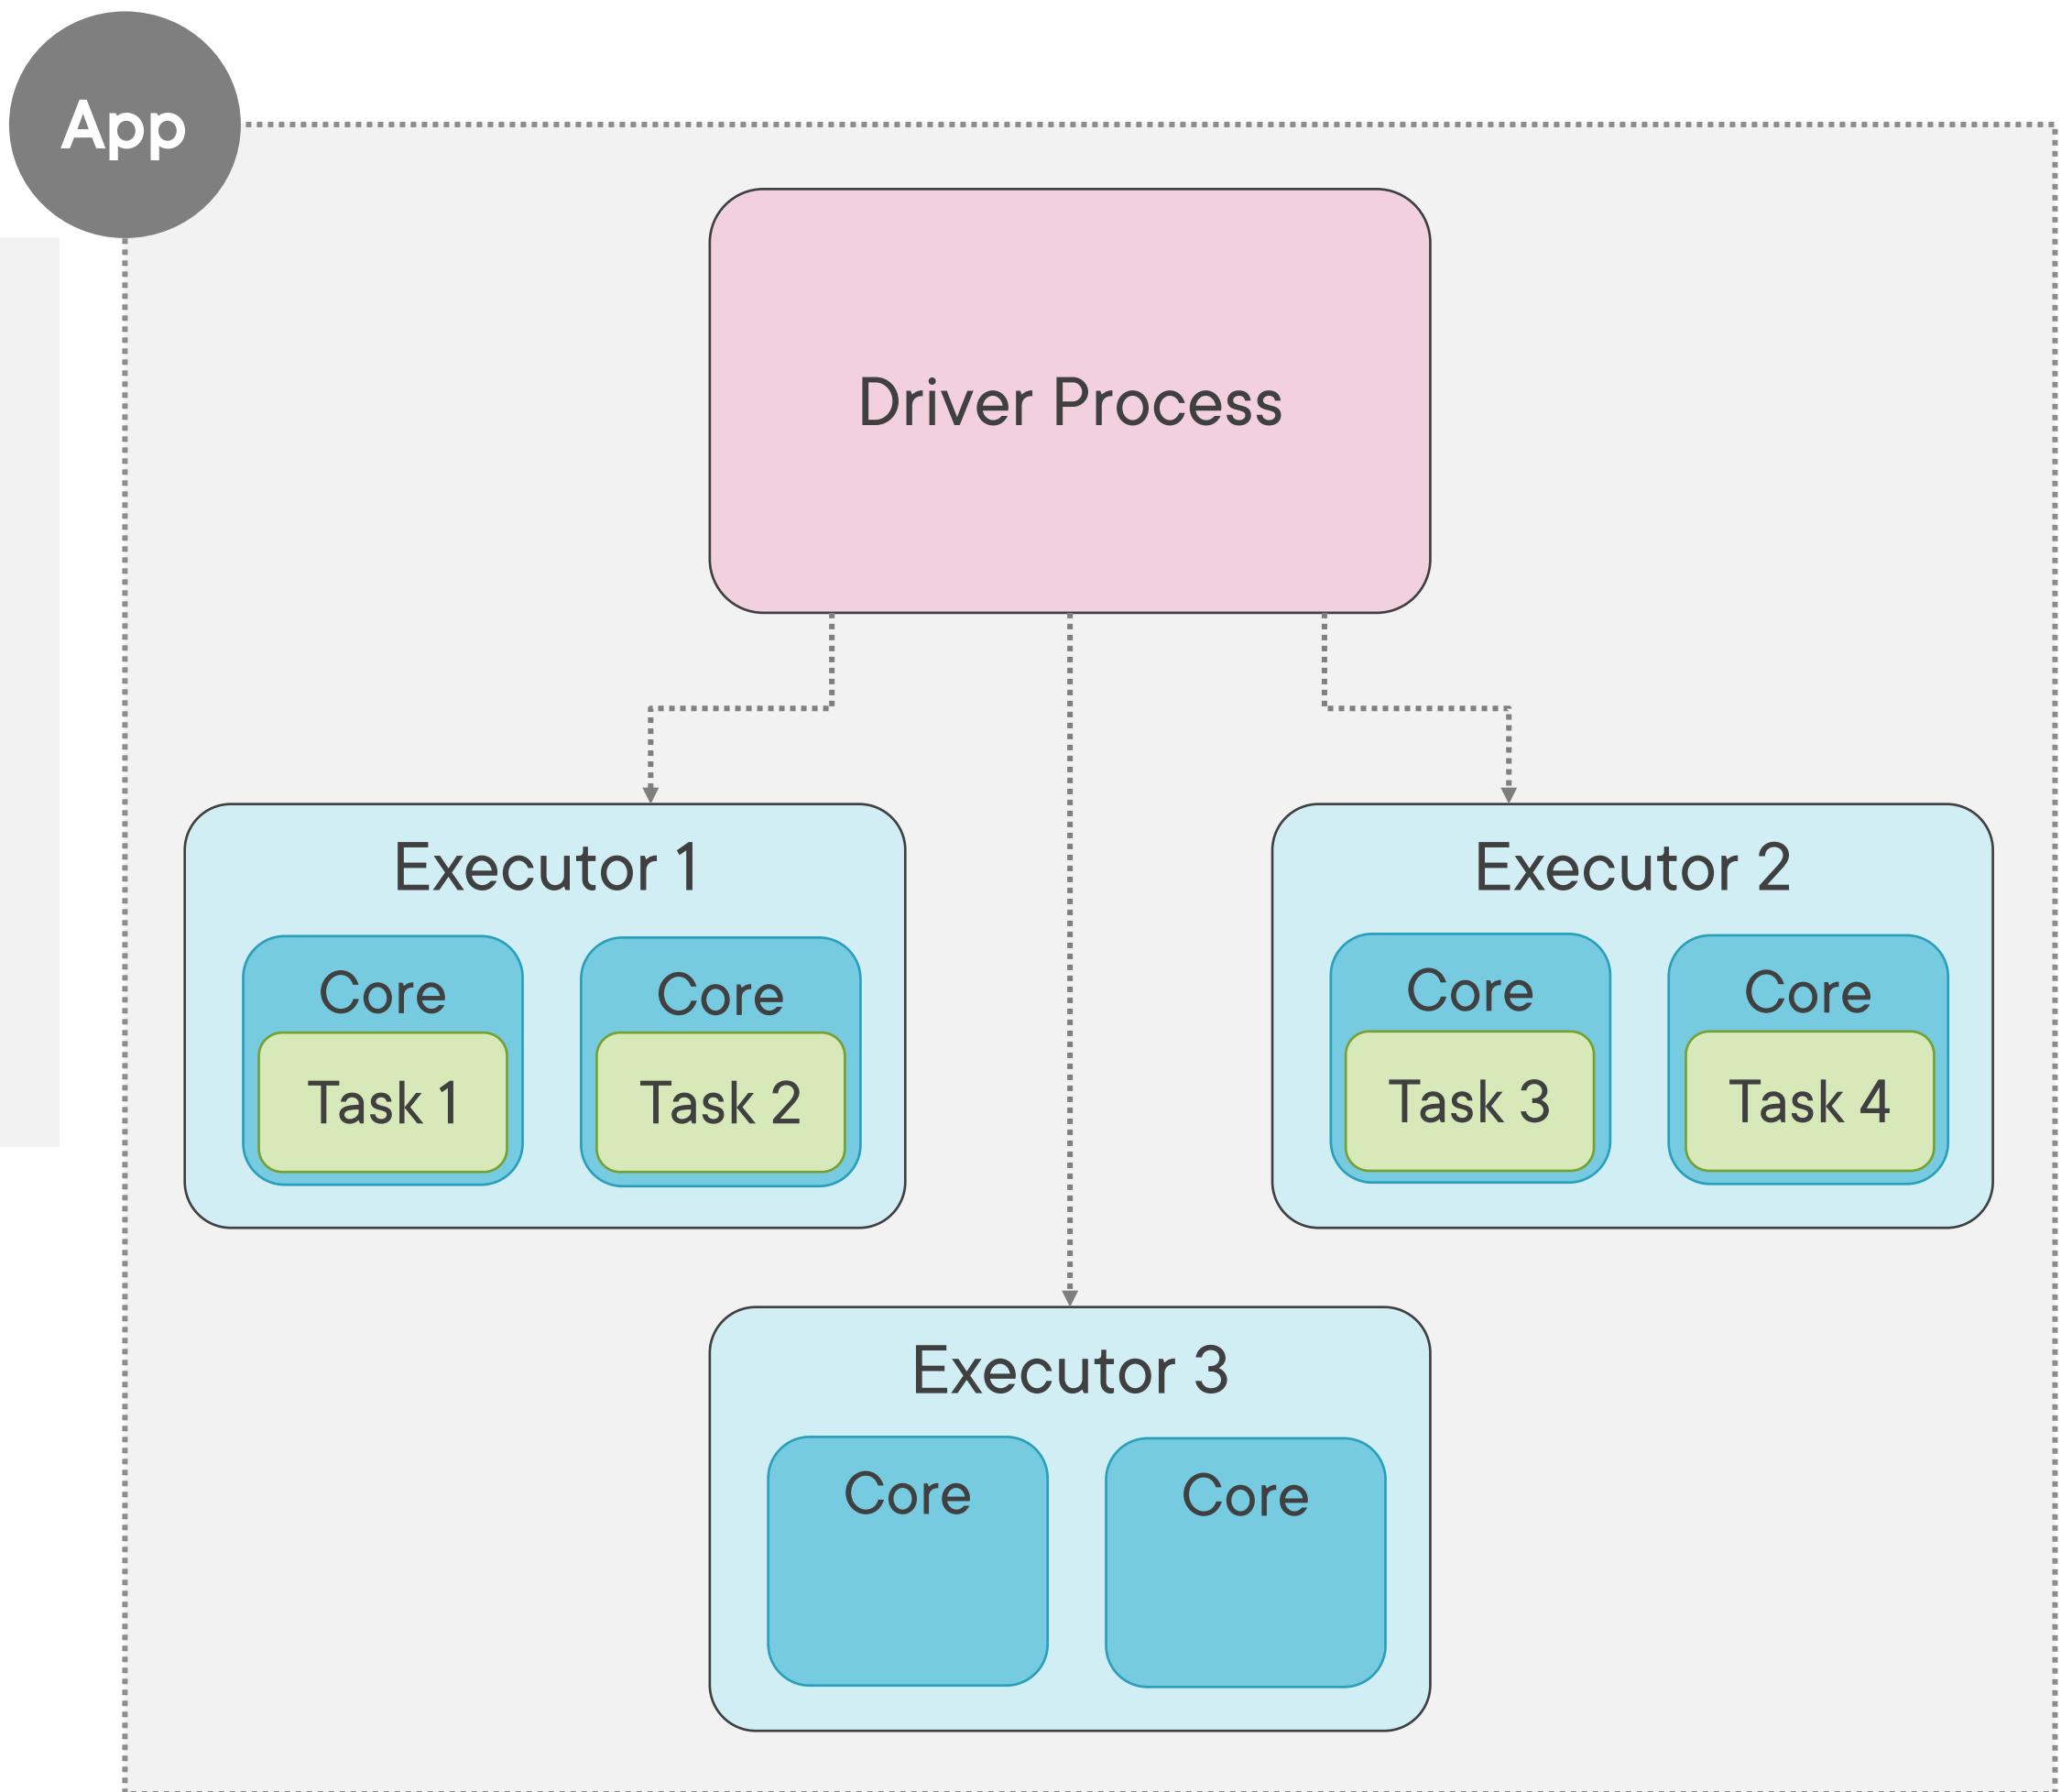 App
Driver Process
Executor 1
Core
Core
Task 1
Task 2
Executor 2
Core
Core
Task 3
Task 4
Executor 3
Core
Core